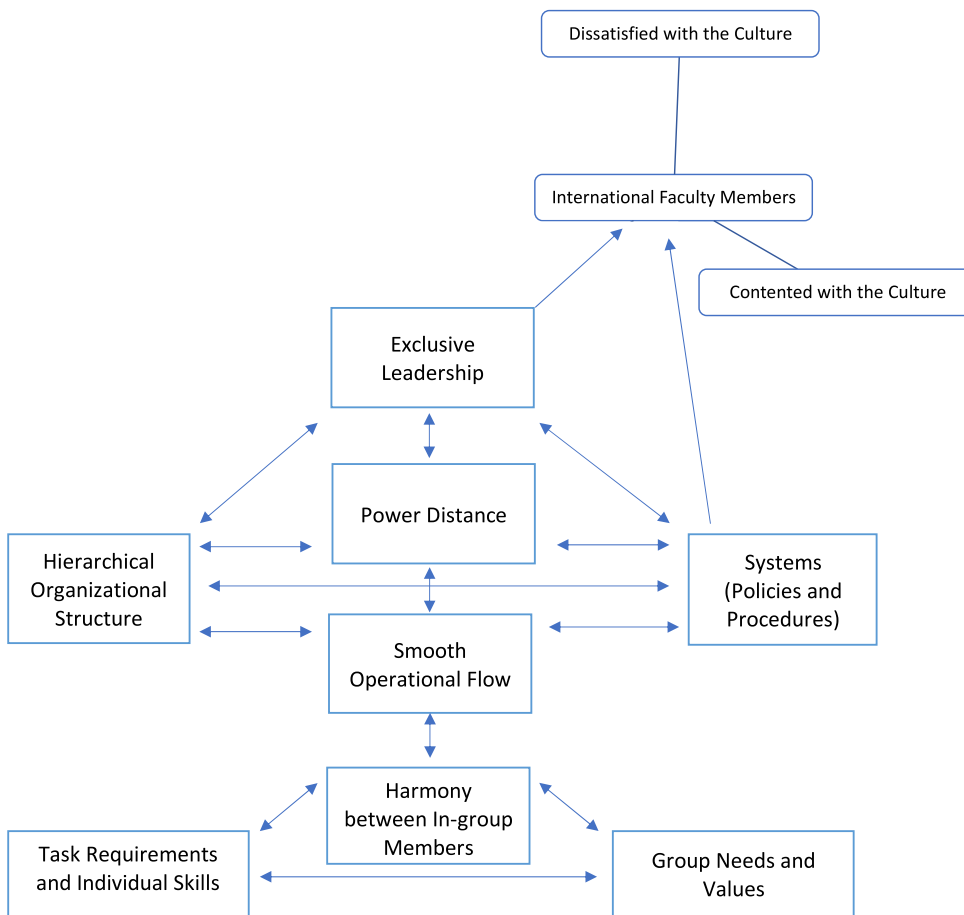 Dissatisfied with the Culture
International Faculty Members
Contented with the Culture
Exclusive
Leadership
Power Distance
Hierarchical
Organizational
Structure
Systems
(Policies and
Procedures)
Smooth
Operational Flow
Harmony
between In-group
Members
Task Requirements
and Individual Skills
Group Needs and
Values